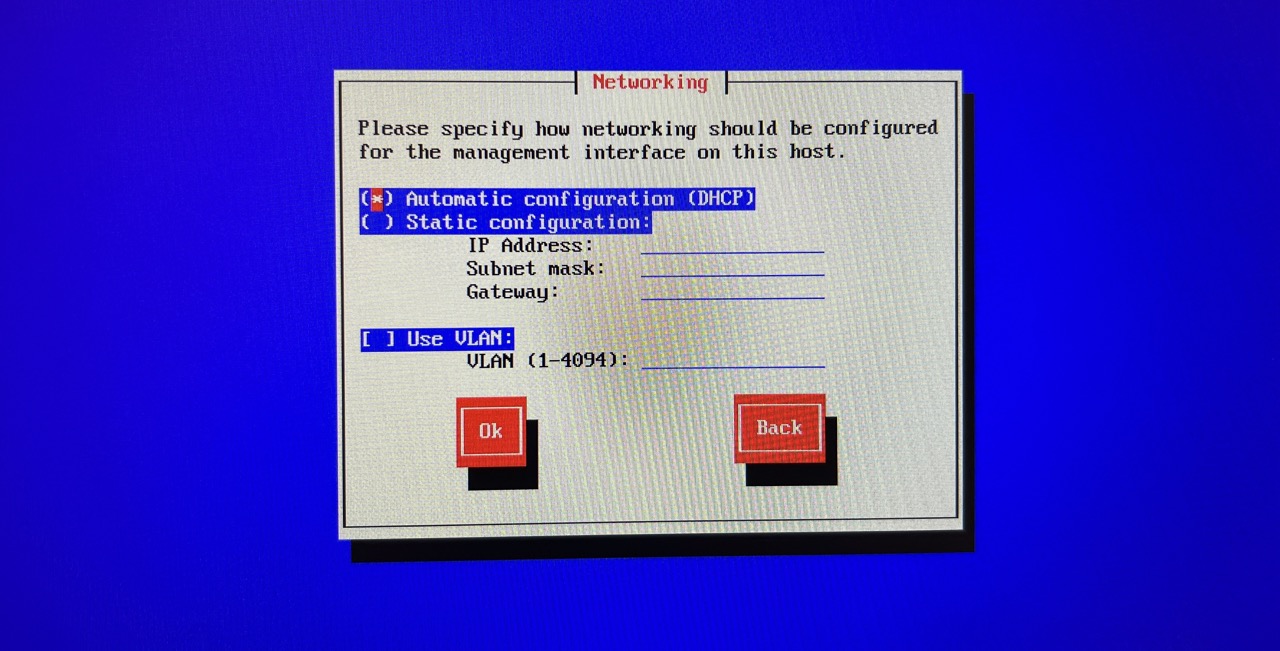 Networking
Please specify how networking should be configured
for the management interface on this host.
(*) Automatic configuration (DHCP)
( ) Static configuration:
IP Address:
Subnet mask:
Gateway:
[ ] Use VLAN:
VLAN (1-4094):
Ok
Back